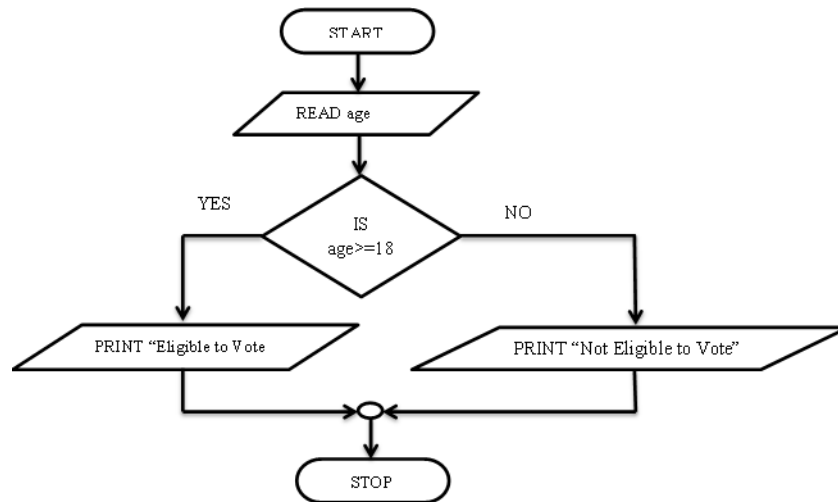 START
READ age
YES
IS
age>=18
NO
PRINT “Eligible to Vote
PRINT “Not Eligible to Vote”
STOP